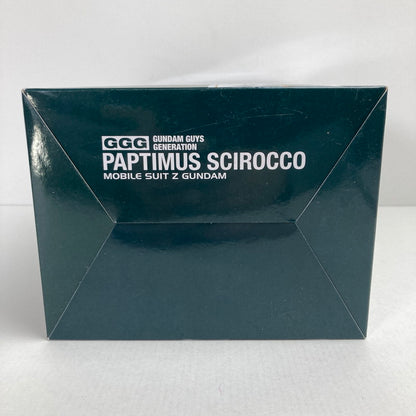 GGG GUNDAM GUYS
GENERATION
PAPTIMUS SCIROCCO
MOBILE SUIT Z GUNDAM